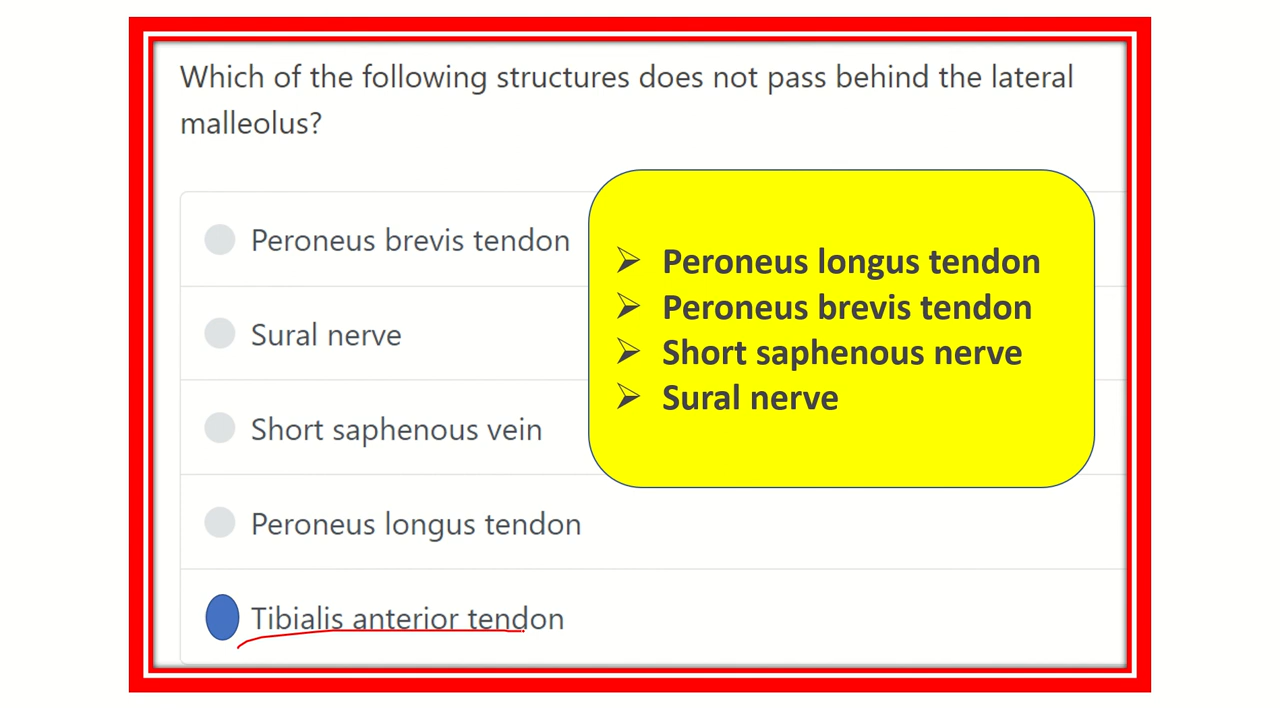 Which of the following structures does not pass behind the lateral
malleolus?
Peroneus brevis tendon
Sural nerve
Short saphenous vein
Peroneus longus tendon
Tibialis anterior tendon
➢ Peroneus longus tendon
➢ Peroneus brevis tendon
➢ Short saphenous nerve
➢ Sural nerve